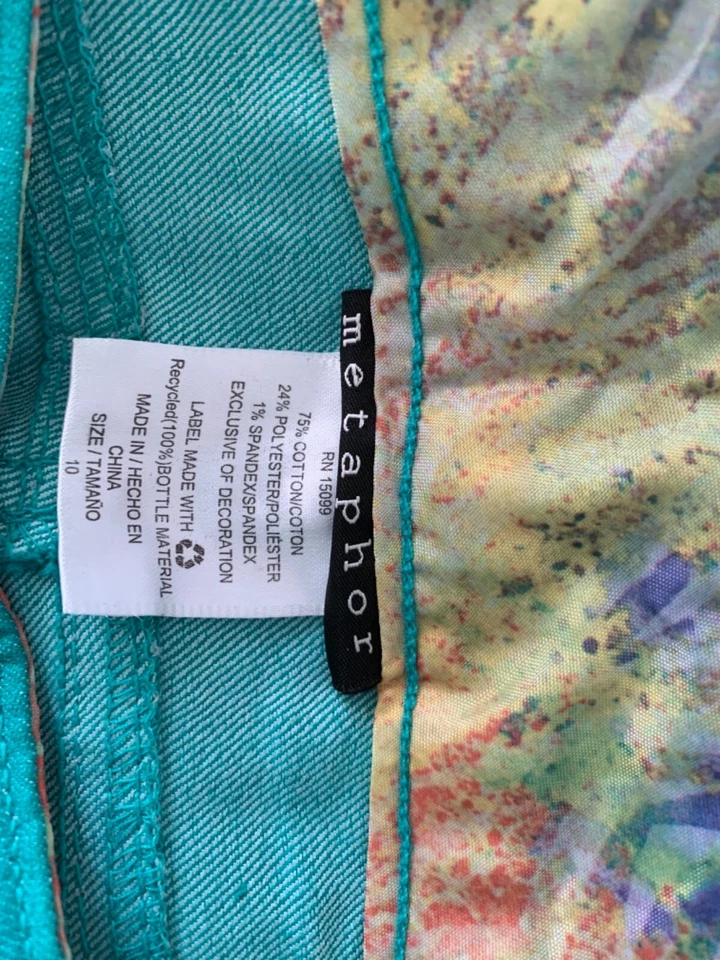 metaphor
RN 15099
75% COTTON/COTON
24% POLYESTER/POLIÉSTER
1% SPANDEX/SPANDEX
EXCLUSIVE OF DECORATION
LABEL MADE WITH
Recycled(100%)BOTTLE MATERIAL
MADE IN / HECHO EN
CHINA
SIZE / TAMAÑO
10